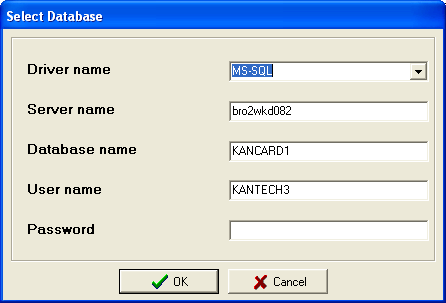 Select Database
Driver name MS-SQL
Server name bro2wkd082
Database name KANCARD1
User name KANTECH3
Password
OK Cancel